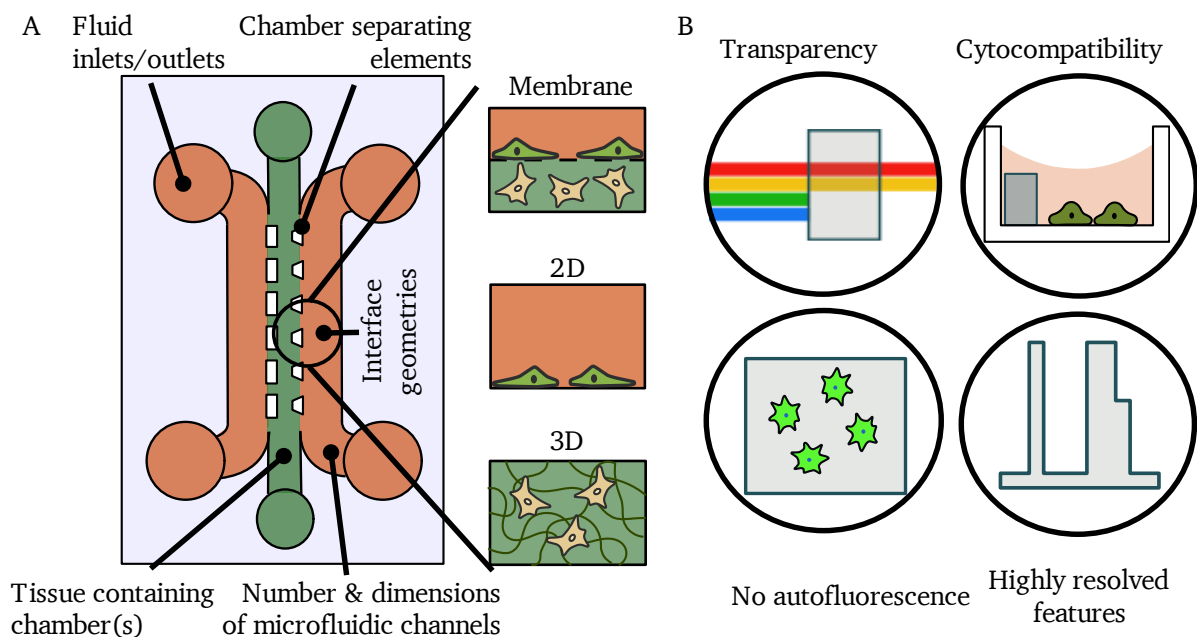 A
Fluid
inlets/outlets
Chamber separating
elements
Membrane
2D
Interface
geometries
3D
Tissue containing
chamber(s)
Number & dimensions
of microfluidic channels
B
Transparency
Cytocompatibility
No autofluorescence
Highly resolved
features